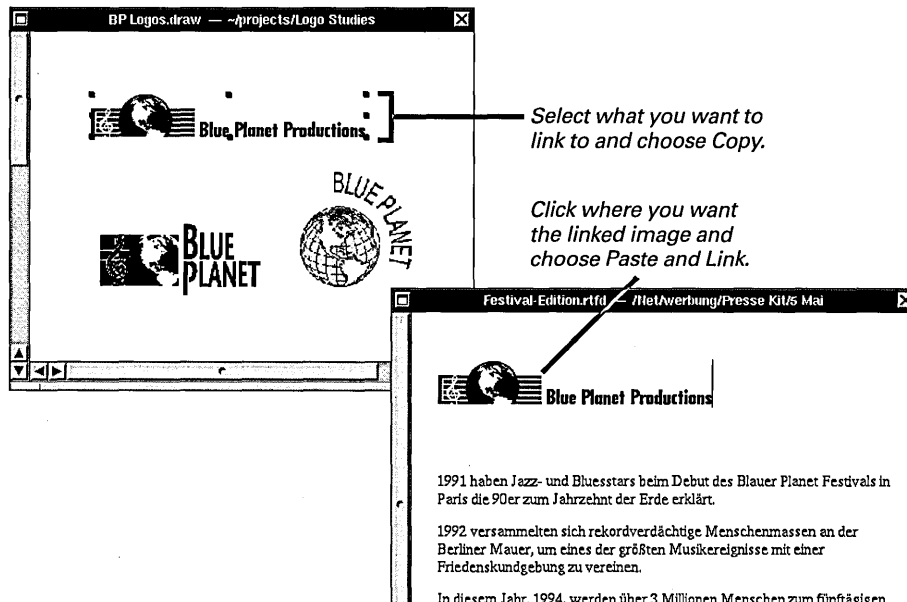 BP Logos.draw — ~/projects/Logo Studies
Blue Planet Productions
Select what you want to
link to and choose Copy.
BLUE
PLANET
BLUE PLANET
Click where you want
the linked image and
choose Paste and Link.
Festival-Edition.rtfd — /Net/werbung/Presse Kit/5 Mai
Blue Planet Productions
1991 haben Jazz- und Bluesstars beim Debut des Blauer Planet Festivals in
Paris die 90er zum Jahrzehnt der Erde erklärt.
1992 versammelten sich rekordverdächtige Menschenmassen an der
Berliner Mauer, um eines der größten Musikereignisse mit einer
Friedenskundgebung zu vereinen.
In diesem Jahr, 1994, werden über 3 Millionen Menschen zum fünftägigen